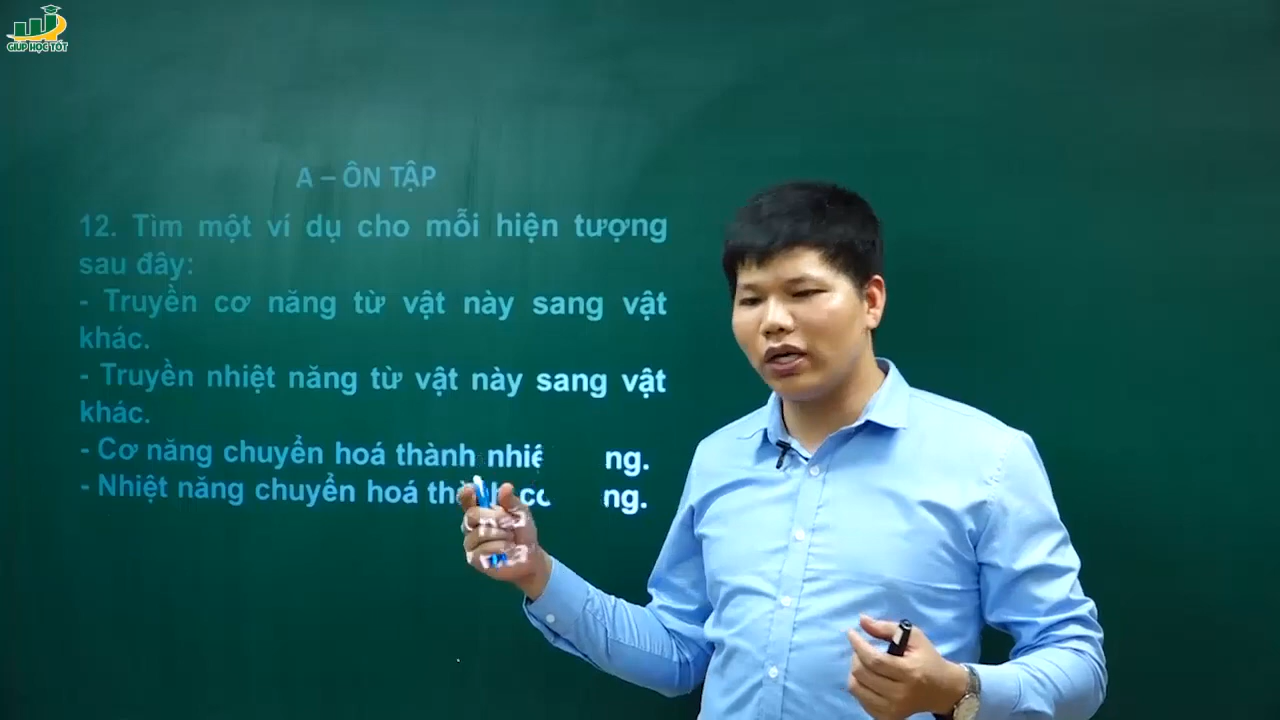 GIÚP HỌC TỐT
A – ÔN TẬP
12. Tìm một ví dụ cho mỗi hiện tượng
sau đây:
- Truyền cơ năng từ vật này sang vật
khác.
- Truyền nhiệt năng từ vật này sang vật
khác.
- Cơ năng chuyển hoá thành
- Nhiệt năng chuyển hoá